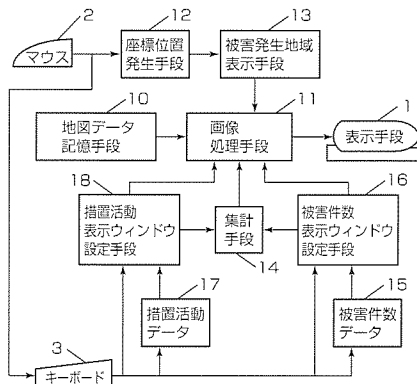 2
マウス
12
座標位置
発生手段
13
被害発生地域
表示手段
10
地図データ
記憶手段
11
画像
処理手段
1
表示手段
18
措置活動
表示ウィンドウ
設定手段
集計
手段
14
16
被害件数
表示ウィンドウ
設定手段
17
措置活動
データ
15
被害件数
データ
3
キーボード